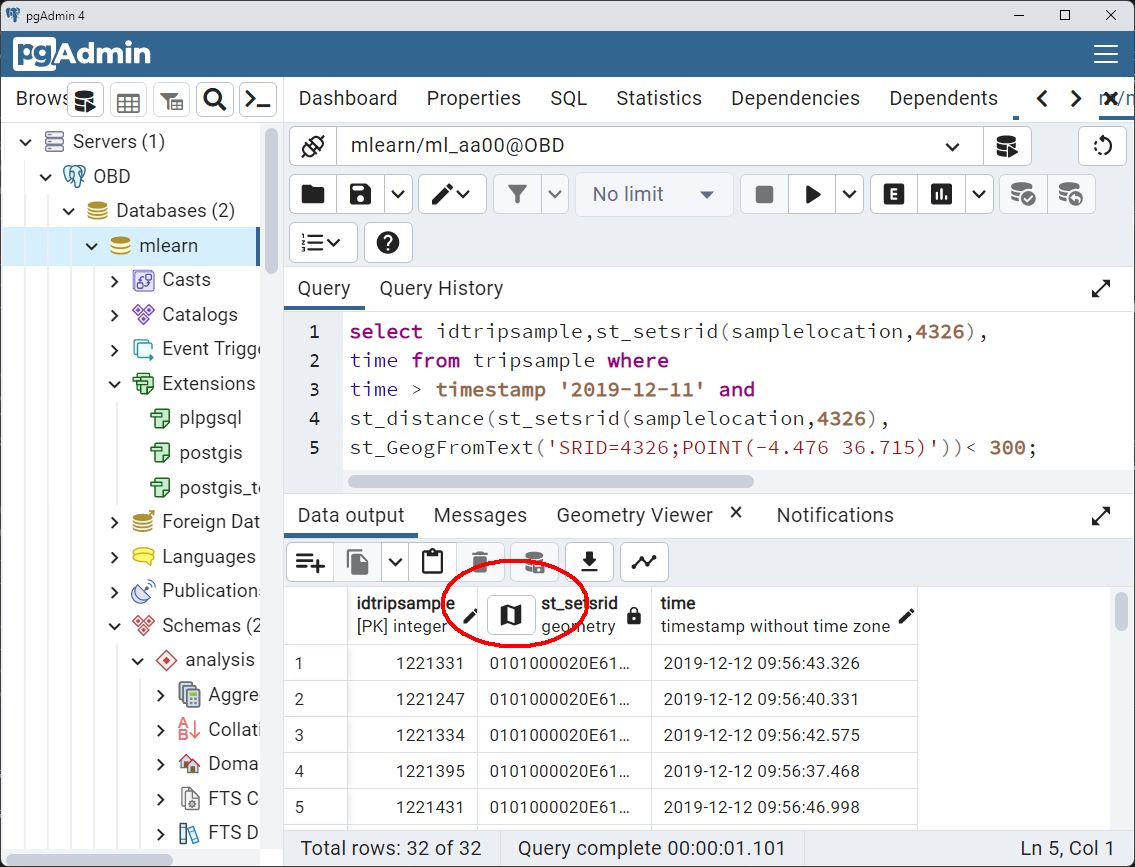 pgAdmin 4
pgAdmin
Brows
Dashboard Properties SQL Statistics Dependencies Dependents
Servers (1)
OBD
Databases (2)
mlearn
Casts
Catalogs
Event Trigge
Extensions
plpgsql
postgis
postgis_t
Foreign Dat
Languages
Publication
Schemas (2
analysis
Aggre
Collati
Doma
FTS C
FTS D
mlearn/ml_aa00@OBD
No limit
E
Query Query History
1 select idtripsample,st_setsrid(samplelocation,4326),
2 time from tripsample where
3 time > timestamp '2019-12-11' and
4 st_distance(st_setsrid(samplelocation,4326),
5 st_GeogFromText('SRID=4326;POINT(-4.476 36.715)'))< 300;
Data output Messages Geometry Viewer Notifications
idtripsample st_setsrid time
[PK] integer geometry timestamp without time zone
1 1221331 0101000020E61... 2019-12-12 09:56:43.326
2 1221247 0101000020E61... 2019-12-12 09:56:40.331
3 1221334 0101000020E61... 2019-12-12 09:56:42.575
4 1221395 0101000020E61... 2019-12-12 09:56:37.468
5 1221431 0101000020E61... 2019-12-12 09:56:46.998
Total rows: 32 of 32 Query complete 00:00:01.101 Ln 5, Col 1